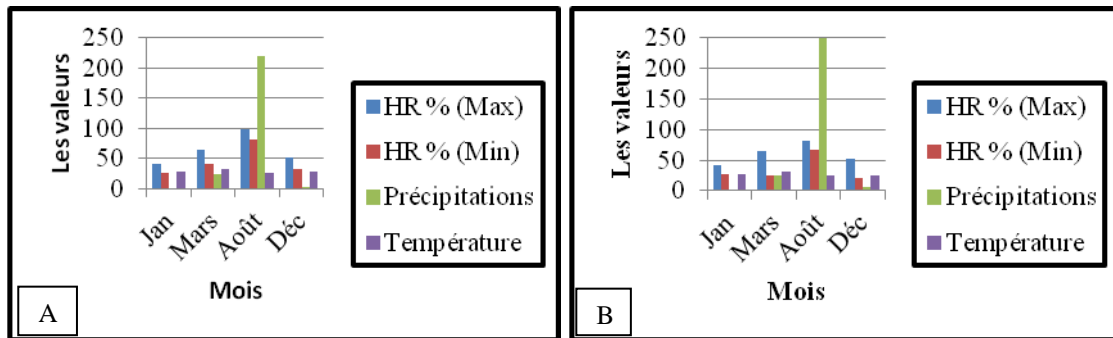 Les valeurs
250
200
150
100
50
0
Jan
Mars
Août
Déc
Mois
HR % (Max)
HR % (Min)
Précipitations
Température
A
Les valeurs
250
200
150
100
50
0
Jan
Mars
Août
Déc
Mois
HR % (Max)
HR % (Min)
Précipitations
Température
B